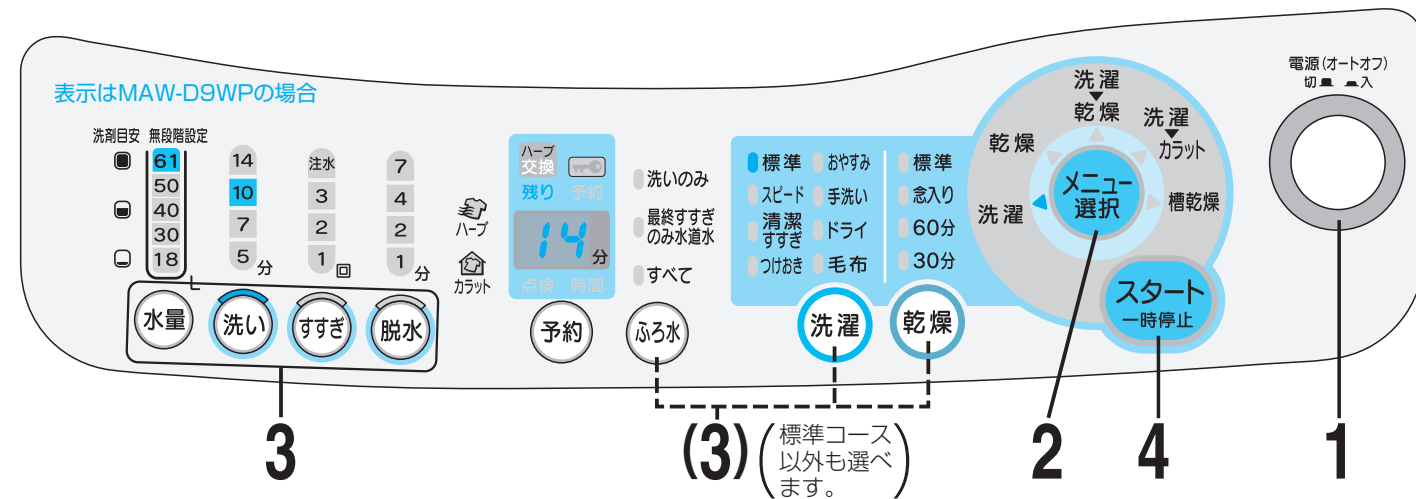 表示はMAW-D9WPの場合
洗剤目安 無段階設定
61
50
40
30
18
L
14
10
7
5 分
注水
3
2
1 回
7
4
2
1 分
ハーブ
カラット
ハーブ
交換
残り 予約
14 分
点検 時間
洗いのみ
最終すすぎ
のみ水道水
すべて
標準 おやすみ 標準
スピード 手洗い 念入り
清潔
すすぎ ドライ 60分
つけおき 毛布 30分
洗濯
乾燥
洗濯
カラット
乾燥
洗濯
槽乾燥
メニュー
選択
スタート
一時停止
電源(オートオフ)
切 入
水量 洗い すすぎ 脱水 予約 ふろ水 洗濯 乾燥
3 (3) (標準コース
以外も選べ
ます。) 2 4 1